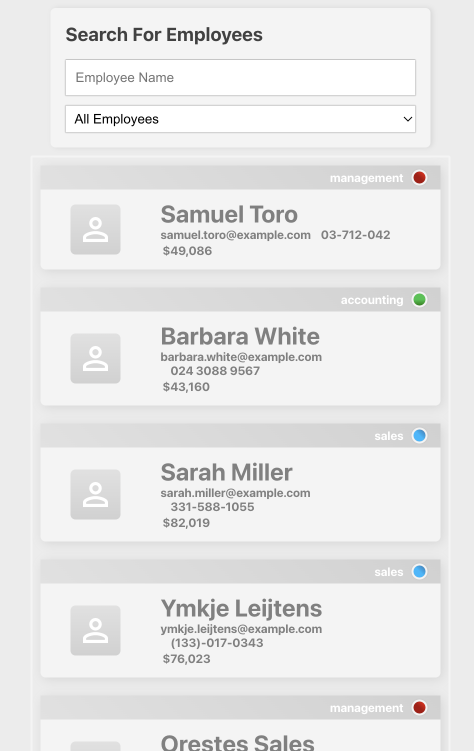 Search For Employees
Employee Name
All Employees
management
Samuel Toro
samuel.toro@example.com 03-712-042
$49,086
accounting
Barbara White
barbara.white@example.com
024 3088 9567
$43,160
sales
Sarah Miller
sarah.miller@example.com
331-588-1055
$82,019
sales
Ymkje Leijtens
ymkje.leijtens@example.com
(133)-017-0343
$76,023
management
Orestes Sales